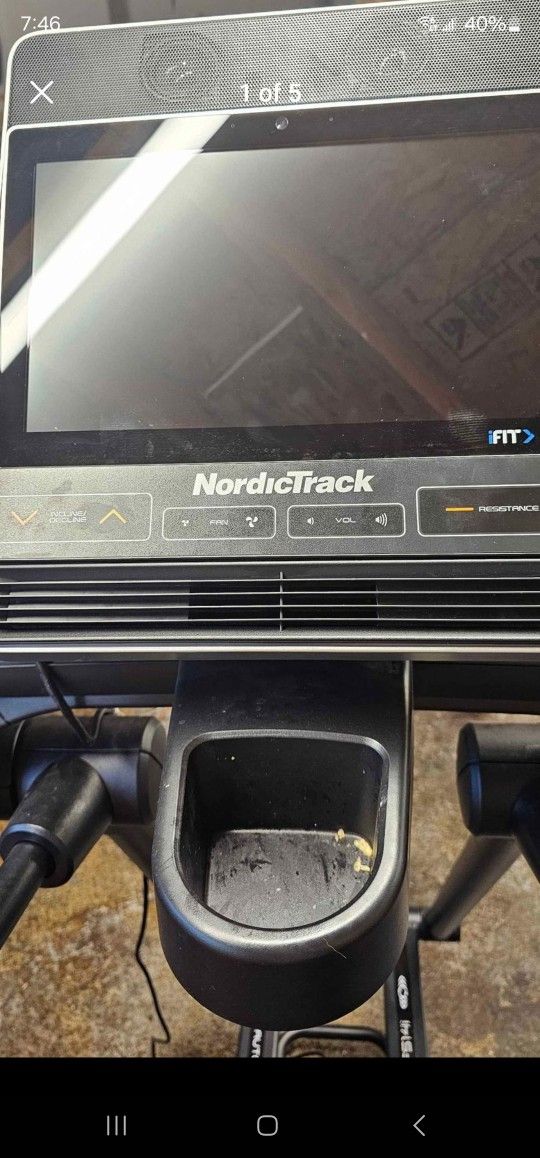 7:46
40%
1 of 5
iFIT
NordicTrack
INCLINE/
DECLINE
FAN
VOL
RESISTANCE